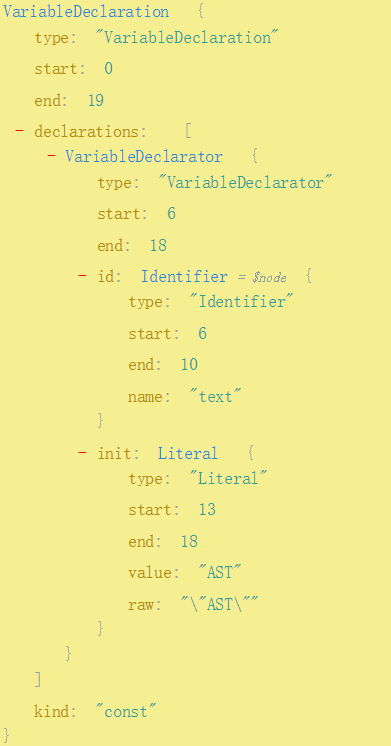 VariableDeclaration {
type: "VariableDeclaration"
start: 0
end: 19
- declarations: [
- VariableDeclarator {
type: "VariableDeclarator"
start: 6
end: 18
- id: Identifier = $node {
type: "Identifier"
start: 6
end: 10
name: "text"
}
- init: Literal {
type: "Literal"
start: 13
end: 18
value: "AST"
raw: "\"AST\""
}
}
]
kind: "const"
}